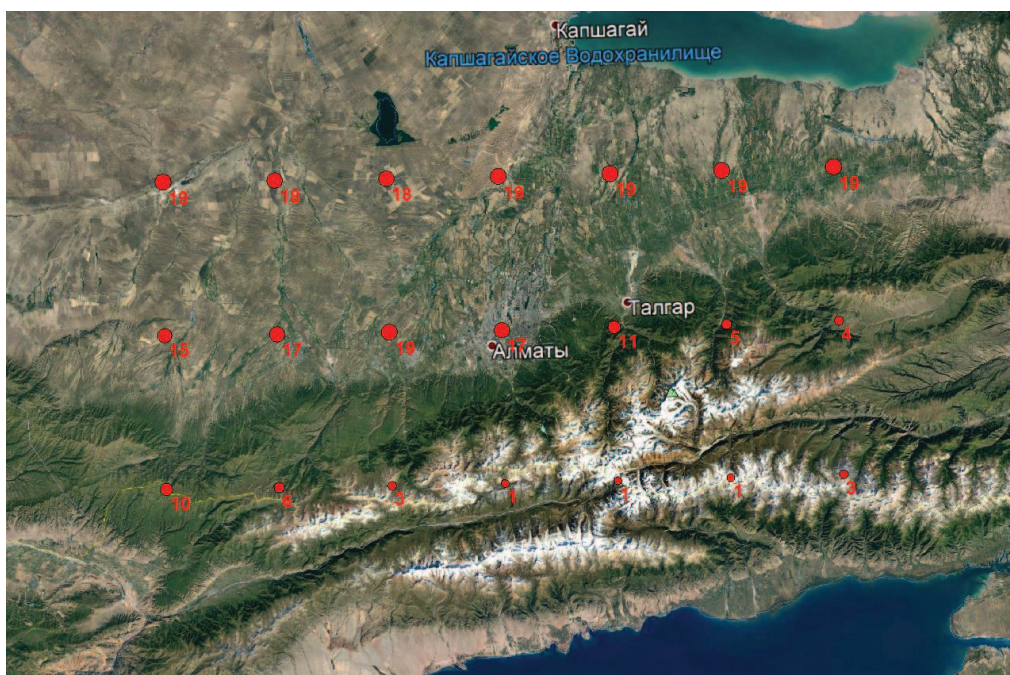 Капшагай
Капшагайское Водохранилище
19 18 18 19 19 19 19
Талгар
15 17 19 17 11 5 4
Алматы
10 6 3 1 1 1 3